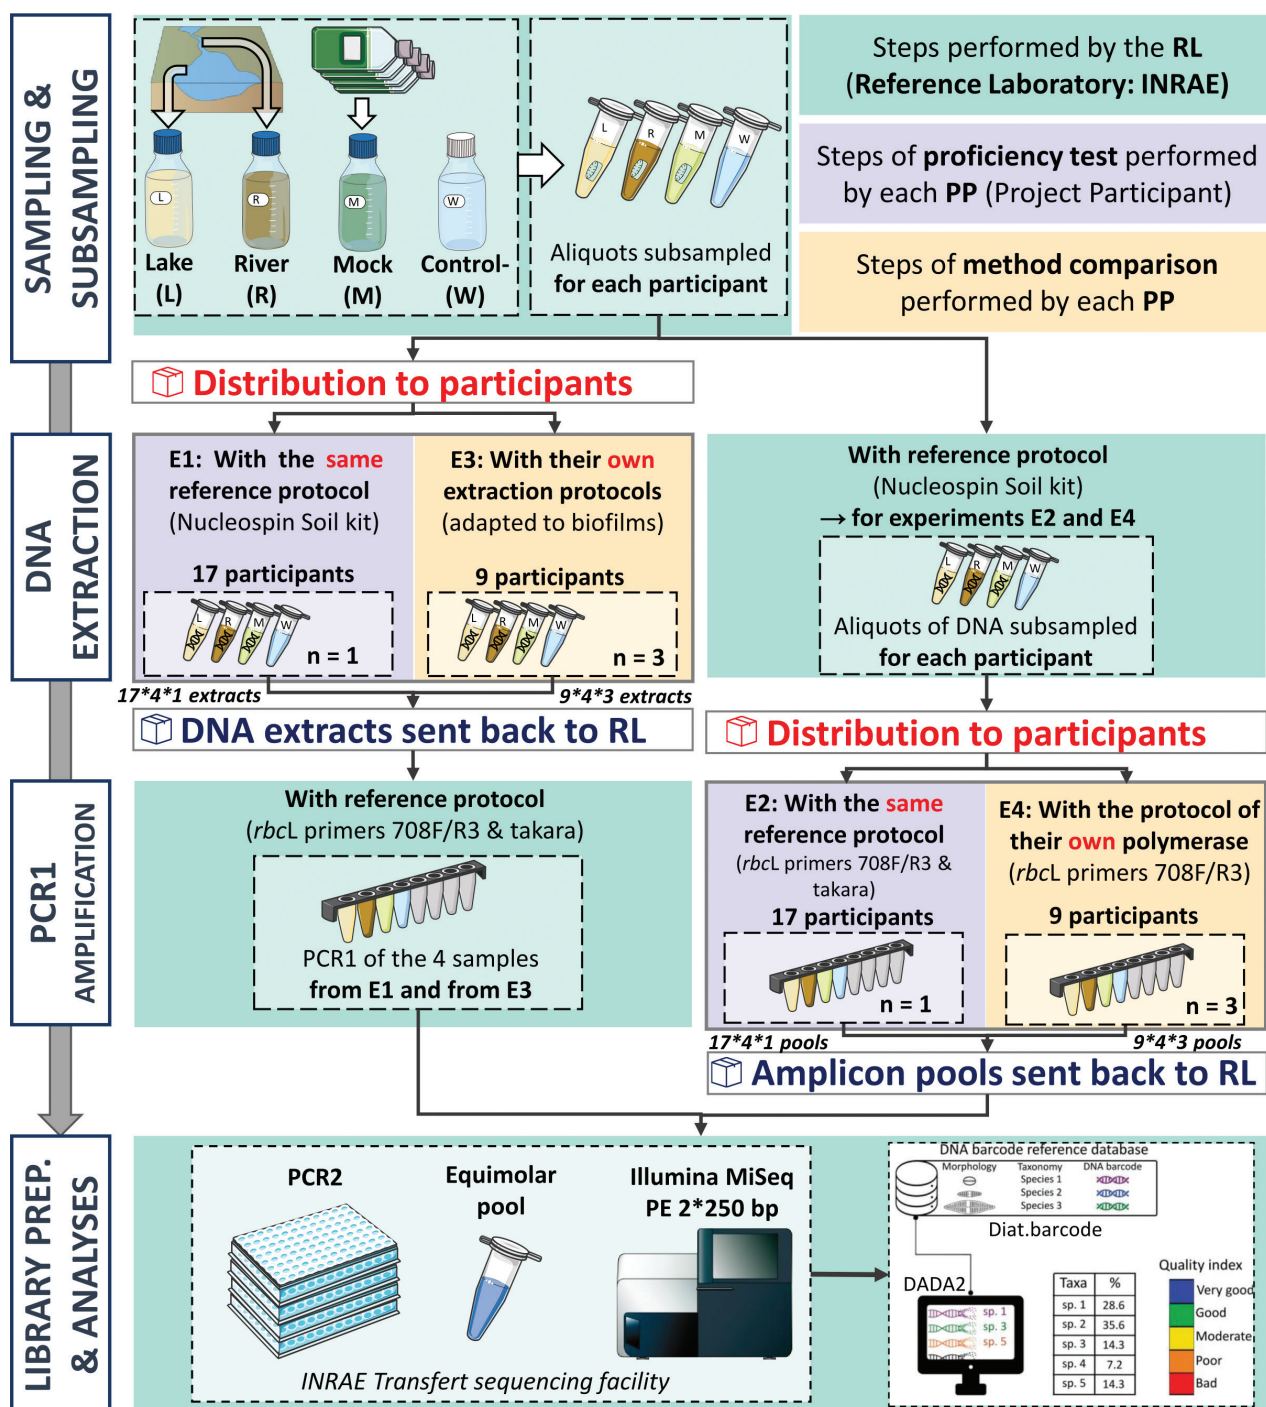 SAMPLING &
SUBSAMPLING
L
R
M
W
Lake
(L)
River
(R)
Mock
(M)
Control-
(W)
L
R
M
W
Aliquots subsampled
for each participant
Steps performed by the RL
(Reference Laboratory: INRAE)
Steps of proficiency test performed
by each PP (Project Participant)
Steps of method comparison
performed by each PP
Distribution to participants
DNA
EXTRACTION
E1: With the same
reference protocol
(Nucleospin Soil kit)
17 participants
L
R
M
W
n = 1
E3: With their own
extraction protocols
(adapted to biofilms)
9 participants
L
R
M
W
n = 3
With reference protocol
(Nucleospin Soil kit)
→ for experiments E2 and E4
L
R
M
W
Aliquots of DNA subsampled
for each participant
17*4*1 extracts
9*4*3 extracts
DNA extracts sent back to RL
Distribution to participants
PCR1
AMPLIFICATION
With reference protocol
(rbcL primers 708F/R3 & takara)
PCR1 of the 4 samples
from E1 and from E3
E2: With the same
reference protocol
(rbcL primers 708F/R3 &
takara)
17 participants
n = 1
E4: With the protocol of
their own polymerase
(rbcL primers 708F/R3)
9 participants
n = 3
17*4*1 pools
9*4*3 pools
Amplicon pools sent back to RL
LIBRARY PREP.
& ANALYSES
PCR2
Equimolar
pool
Illumina MiSeq
PE 2*250 bp
INRAE Transfert sequencing facility
DNA barcode reference database
Morphology Taxonomy DNA barcode
Species 1
Species 2
Species 3
Diat.barcode
DADA2
sp. 1
sp. 3
sp. 5
Taxa %
sp. 1 28.6
sp. 2 35.6
sp. 3 14.3
sp. 4 7.2
sp. 5 14.3
Quality index
Very good
Good
Moderate
Poor
Bad